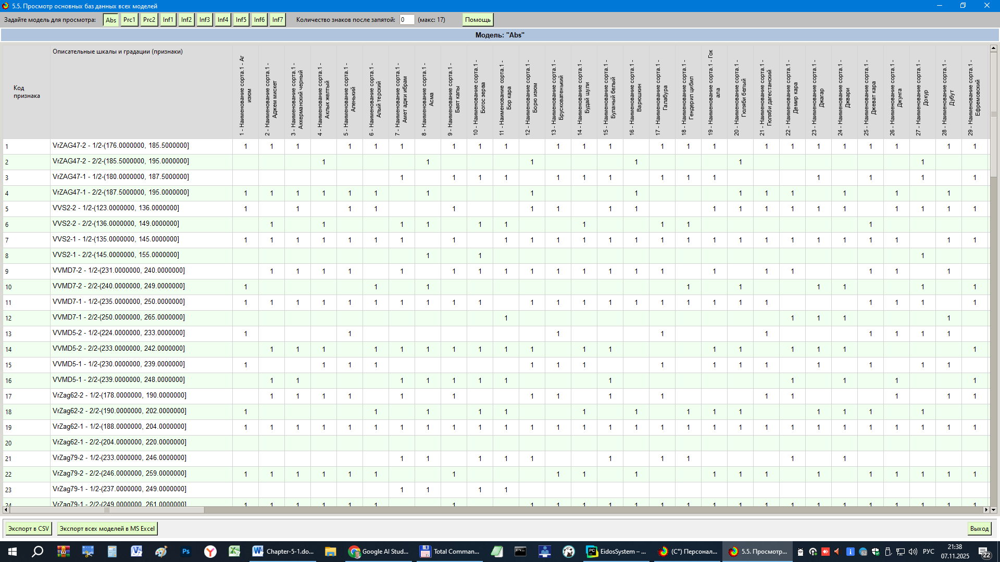 5.5. Просмотр основных баз данных всех моделей
Задайте модель для просмотра: Abs Prc1 Prc2 Inf1 Inf2 Inf3 Inf4 Inf5 Inf6 Inf7 Количество знаков после запятой: 0 (макс: 17) Помощь
Модель: "Abs"
Код признака
Описательные шкалы и градации (признаки)
1 - Наименование сорта.1 - Аг изюм
2 - Наименование сорта.1 - Аджем мискет
3 - Наименование сорта.1 - Аккерманский черный
4 - Наименование сорта.1 - Аклык желтый
5 - Наименование сорта.1 - Аленький
6 - Наименование сорта.1 - Алый терский
7 - Наименование сорта.1 - Амет аджи ибрам
8 - Наименование сорта.1 - Асма
9 - Наименование сорта.1 - Баят капы
10 - Наименование сорта.1 - Богос зерва
11 - Наименование сорта.1 - Бор кара
12 - Наименование сорта.1 - Борю изюм
13 - Наименование сорта.1 - Брусковатенький
14 - Наименование сорта.1 - Будай шули
15 - Наименование сорта.1 - Буланый белый
16 - Наименование сорта.1 - Варюшкин
17 - Наименование сорта.1 - Галабура
18 - Наименование сорта.1 - Гендерил цибил
19 - Наименование сорта.1 - Гок ала
20 - Наименование сорта.1 - Гюляби белый
21 - Наименование сорта.1 - Гюляби дагестанский
22 - Наименование сорта.1 - Демир кара
23 - Наименование сорта.1 - Джагар
24 - Наименование сорта.1 - Джвари
25 - Наименование сорта.1 - Джеват кара
26 - Наименование сорта.1 - Джунга
27 - Наименование сорта.1 - Докур
28 - Наименование сорта.1 - Дубут
29 - Наименование сорта.1 - Ефремовский
1 VrZAG47-2 - 1/2-(176.0000000, 185.5000000] 1 1 1 1 1 1 1 1 1 1 1 1 1 1 1 1 1 1 1 1 1 1 1
2 VrZAG47-2 - 2/2-(185.5000000, 195.0000000] 1 1 1 1 1 1
3 VrZAG47-1 - 1/2-(180.0000000, 187.5000000] 1 1 1 1 1 1 1 1 1 1 1 1 1 1
4 VrZAG47-1 - 2/2-(187.5000000, 195.0000000] 1 1 1 1 1 1 1 1 1 1 1 1 1 1 1
5 VVS2-2 - 1/2-(123.0000000, 136.0000000] 1 1 1 1 1 1 1 1 1 1 1 1 1 1 1 1 1 1 1
6 VVS2-2 - 2/2-(136.0000000, 149.0000000] 1 1 1 1 1 1 1 1 1 1
7 VVS2-1 - 1/2-(135.0000000, 145.0000000] 1 1 1 1 1 1 1 1 1 1 1 1 1 1 1 1 1 1 1 1 1 1 1 1 1 1
8 VVS2-1 - 2/2-(145.0000000, 155.0000000] 1 1 1
9 VVMD7-2 - 1/2-(231.0000000, 240.0000000] 1 1 1 1 1 1 1 1 1 1 1 1 1 1 1 1 1 1 1 1
10 VVMD7-2 - 2/2-(240.0000000, 249.0000000] 1 1 1 1 1 1 1 1 1
11 VVMD7-1 - 1/2-(235.0000000, 250.0000000] 1 1 1 1 1 1 1 1 1 1 1 1 1 1 1 1 1 1 1 1 1 1 1 1
12 VVMD7-1 - 2/2-(250.0000000, 265.0000000] 1 1 1 1 1
13 VVMD5-2 - 1/2-(224.0000000, 233.0000000] 1 1 1 1 1 1 1 1 1
14 VVMD5-2 - 2/2-(233.0000000, 242.0000000] 1 1 1 1 1 1 1 1 1 1 1 1 1 1 1 1 1 1
15 VVMD5-1 - 1/2-(230.0000000, 239.0000000] 1 1 1 1 1 1 1 1 1 1 1 1 1 1 1
16 VVMD5-1 - 2/2-(239.0000000, 248.0000000] 1 1 1 1 1 1 1 1 1 1 1 1
17 VrZag62-2 - 1/2-(178.0000000, 190.0000000] 1 1 1 1 1 1 1 1 1 1 1 1 1 1
18 VrZag62-2 - 2/2-(190.0000000, 202.0000000] 1 1 1 1 1 1 1 1 1 1 1 1 1 1
19 VrZag62-1 - 1/2-(188.0000000, 204.0000000] 1 1 1 1 1 1 1 1 1 1 1 1 1 1 1 1 1 1 1 1 1 1 1 1 1 1 1 1 1
20 VrZag62-1 - 2/2-(204.0000000, 220.0000000]
21 VrZag79-2 - 1/2-(233.0000000, 246.0000000] 1 1 1 1 1 1 1 1 1 1
22 VrZag79-2 - 2/2-(246.0000000, 259.0000000] 1 1 1 1 1 1 1 1 1 1 1 1 1 1 1 1 1 1 1
23 VrZag79-1 - 1/2-(237.0000000, 249.0000000] 1 1 1 1
24 VrZag79-1 - 2/2-(249.0000000, 261.0000000] 1 1 1 1 1 1 1 1 1 1 1 1 1 1 1 1 1 1 1 1 1 1 1 1 1
Экспорт в CSV Экспорт всех моделей в MS Excel Выход
Chapter-5-1.do... Google AI Stud... Total Comman... EidosSystem – ... (C°) Персонал... 5.5. Просмотр... РУС 21:38
07.11.2025 22